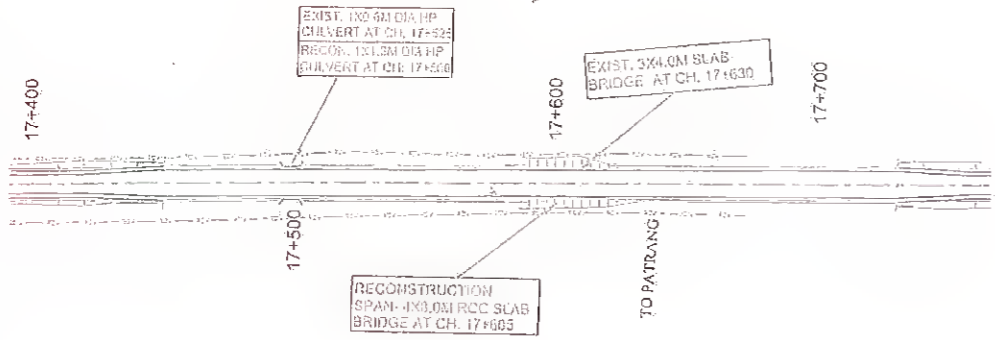 EXIST. 1X0.9M DIA HP
CULVERT AT CH. 17+525
RECON. 1X1.2M DIA HP
CULVERT AT CH. 17+500
EXIST. 3X4.0M SLAB
BRIDGE AT CH. 17+630
17+400
17+600
17+700
17+500
RECONSTRUCTION
SPAN- 4X8.0M RCC SLAB
BRIDGE AT CH. 17+605
TO PATRANG